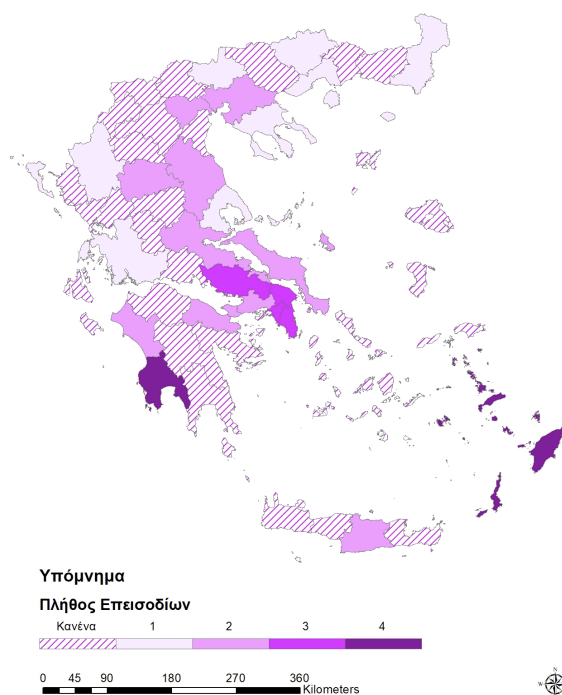 Υπόμνημα
Πλήθος Επεισοδίων
Κανένα 1 2 3 4
0 45 90 180 270 360
Kilometers
N
W E
S